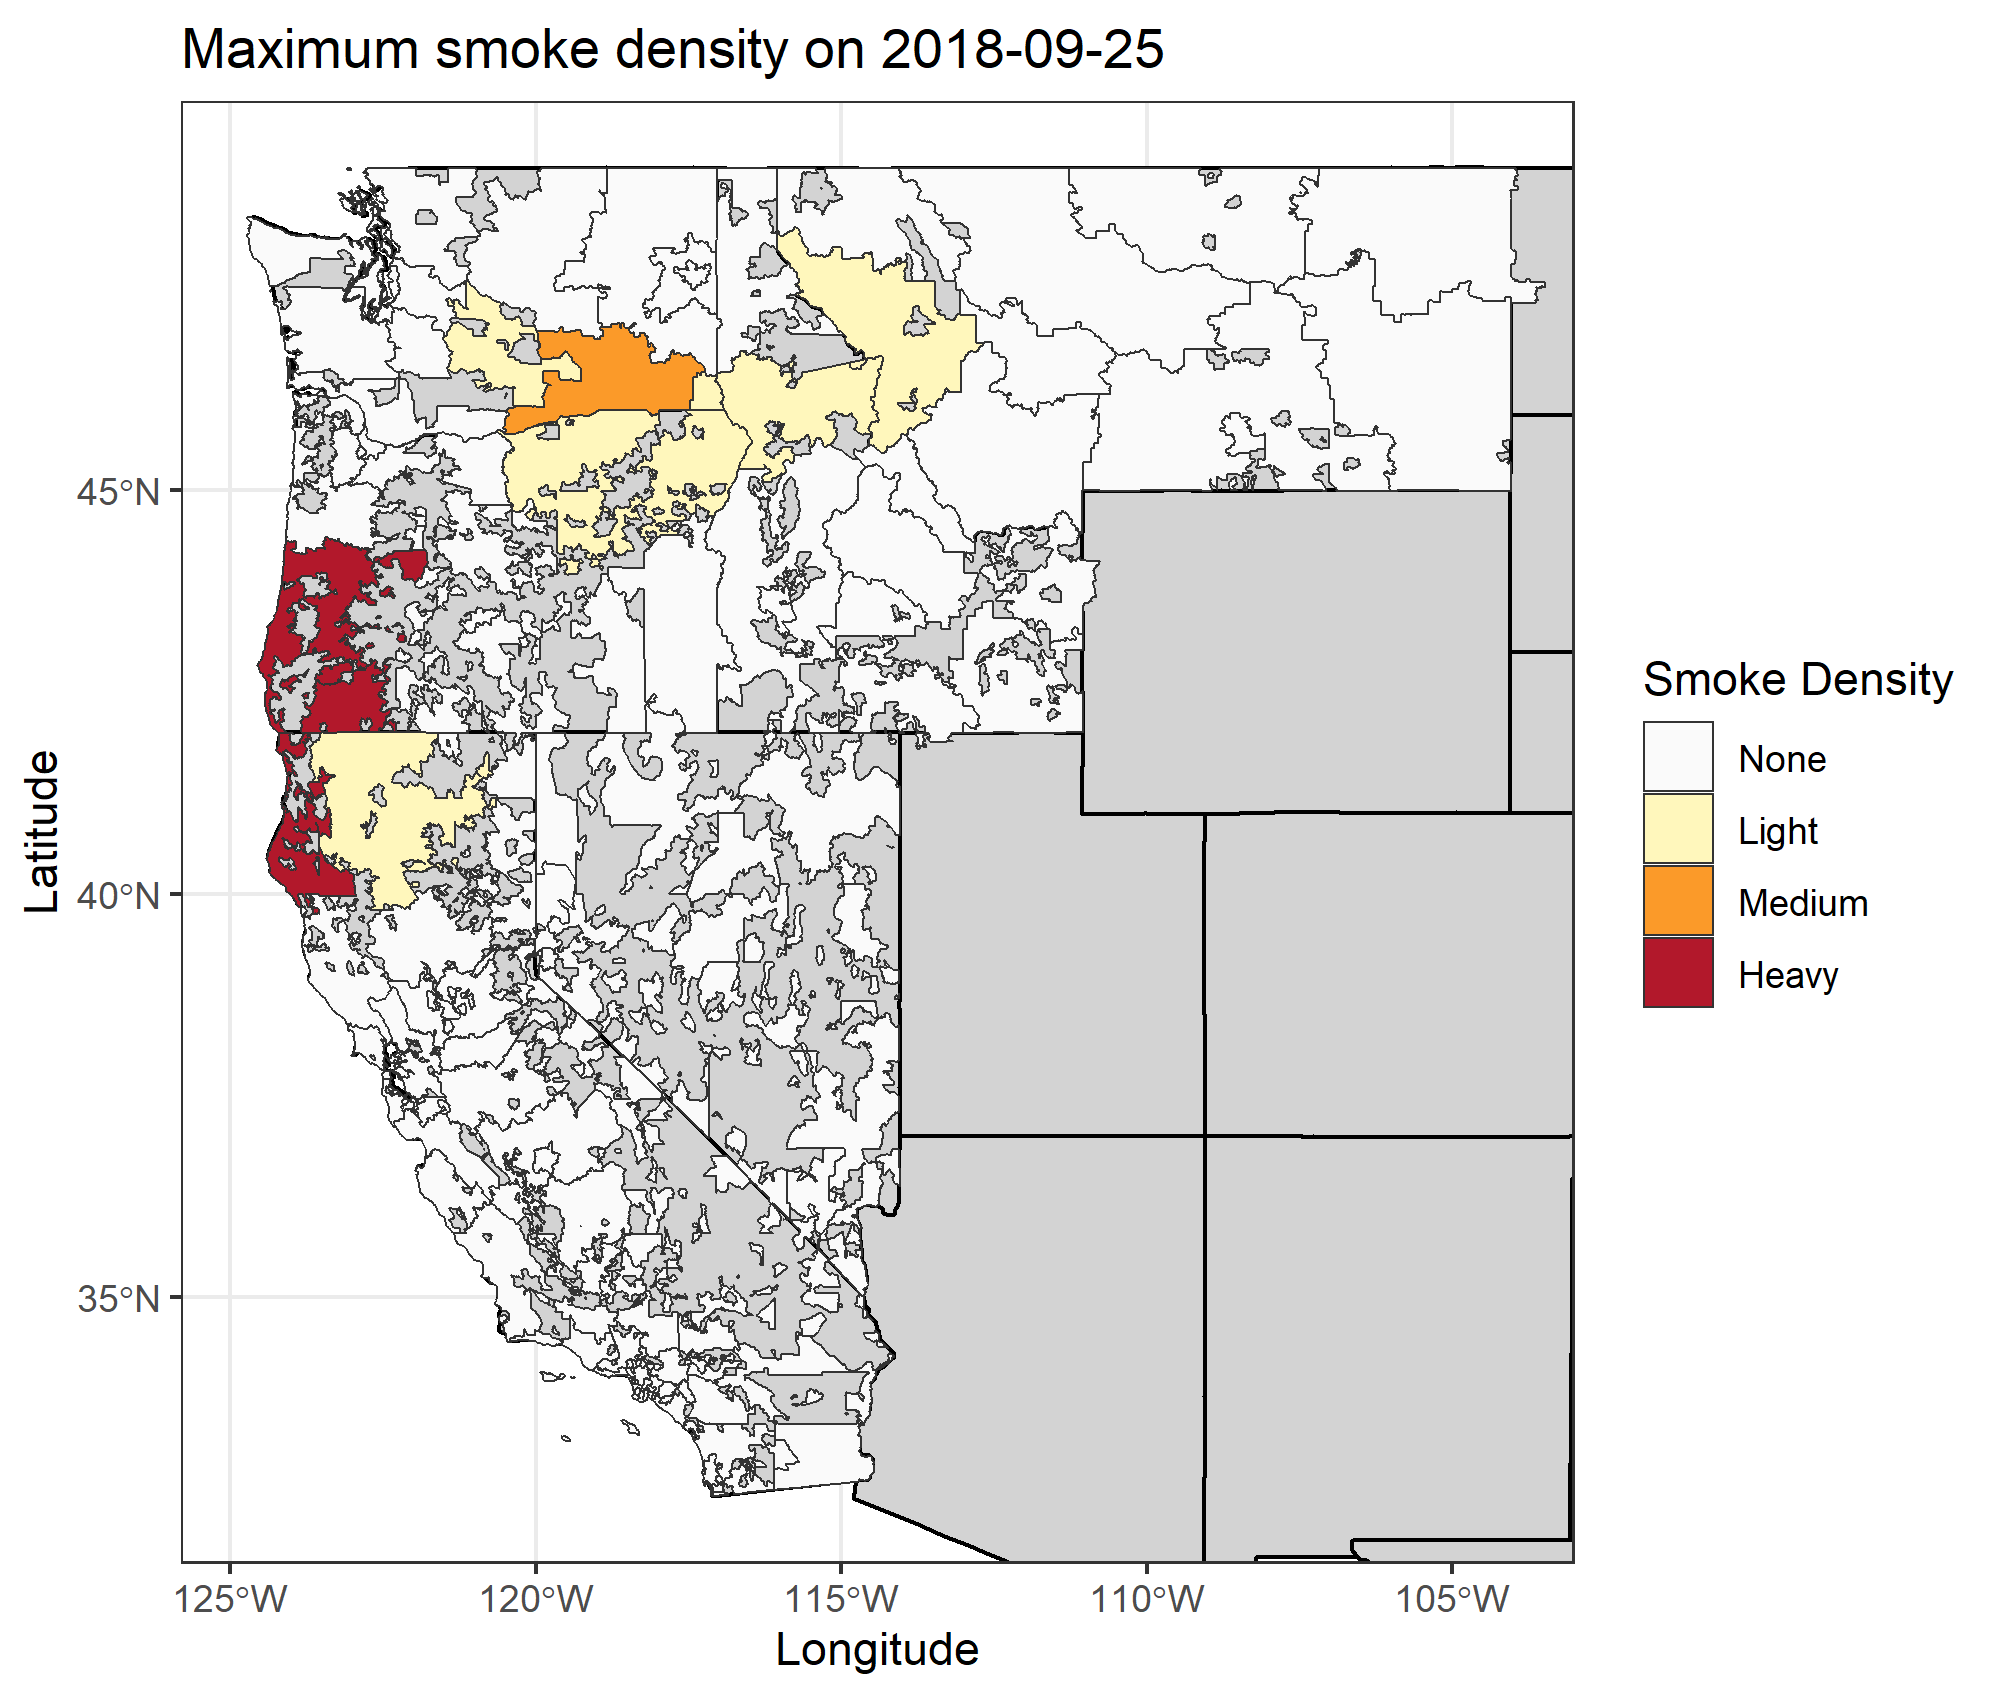 Maximum smoke density on 2018-09-25
45°N
40°N
35°N
Latitude
125°W
120°W
115°W
110°W
105°W
Longitude
Smoke Density
None
Light
Medium
Heavy